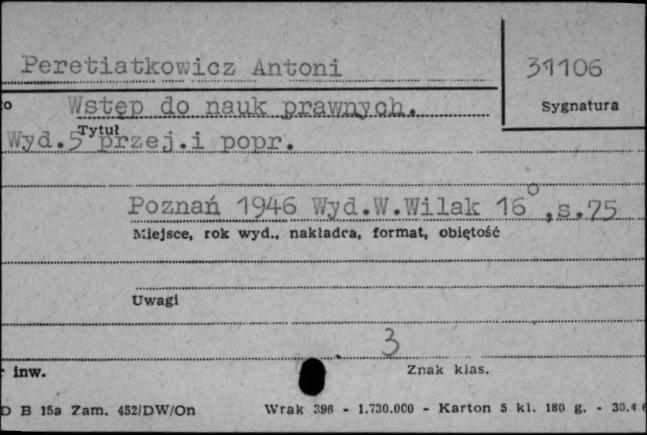 Peretiatkowicz Antoni
31106
Sygnatura
Wstęp do nauk prawnych.
Tytuł
Wyd.5 przej.i popr.
Poznań 1946 Wyd.W.Wilak 16°,s.75
Miejsce, rok wyd., nakładca, format, objętość
Uwagi
3
inw.
Znak klas.
D B 15a Zam. 452/DW/On
Wrak 396 - 1.730.000 - Karton 5 kl. 180 g. - 30.4